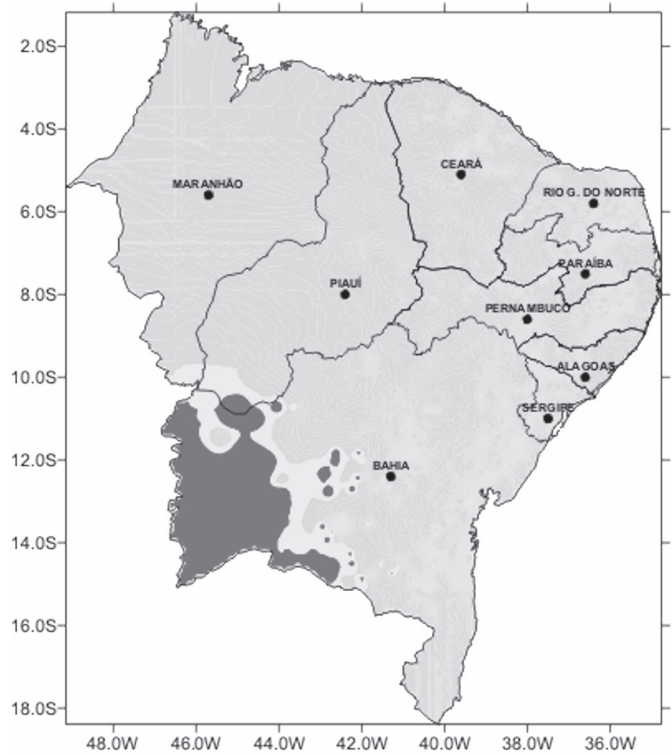 2.0S
4.0S
CEARÁ
MARANHÃO
RIO G. DO NORTE
6.0S
PARAÍBA
PIAUÍ
8.0S
PERNAMBUCO
ALAGOAS
10.0S
SERGIPE
12.0S
BAHIA
14.0S
16.0S
18.0S
48.0W 46.0W 44.0W 42.0W 40.0W 38.0W 36.0W